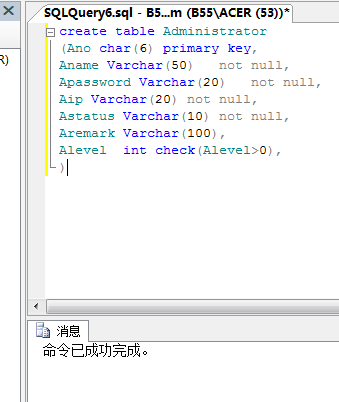 SQLQuery6.sql - B5...m (B55\ACER (53))*
R)
create table Administrator
(Ano char(6) primary key,
Aname Varchar(50)   not null,
Apassword Varchar(20)   not null,
Aip Varchar(20) not null,
Astatus Varchar(10) not null,
Aremark Varchar(100),
Alevel  int check(Alevel>0),
)
消息
命令已成功完成。